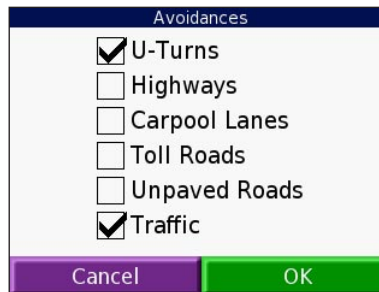 Avoidances
U-Turns
Highways
Carpool Lanes
Toll Roads
Unpaved Roads
Traffic
Cancel OK